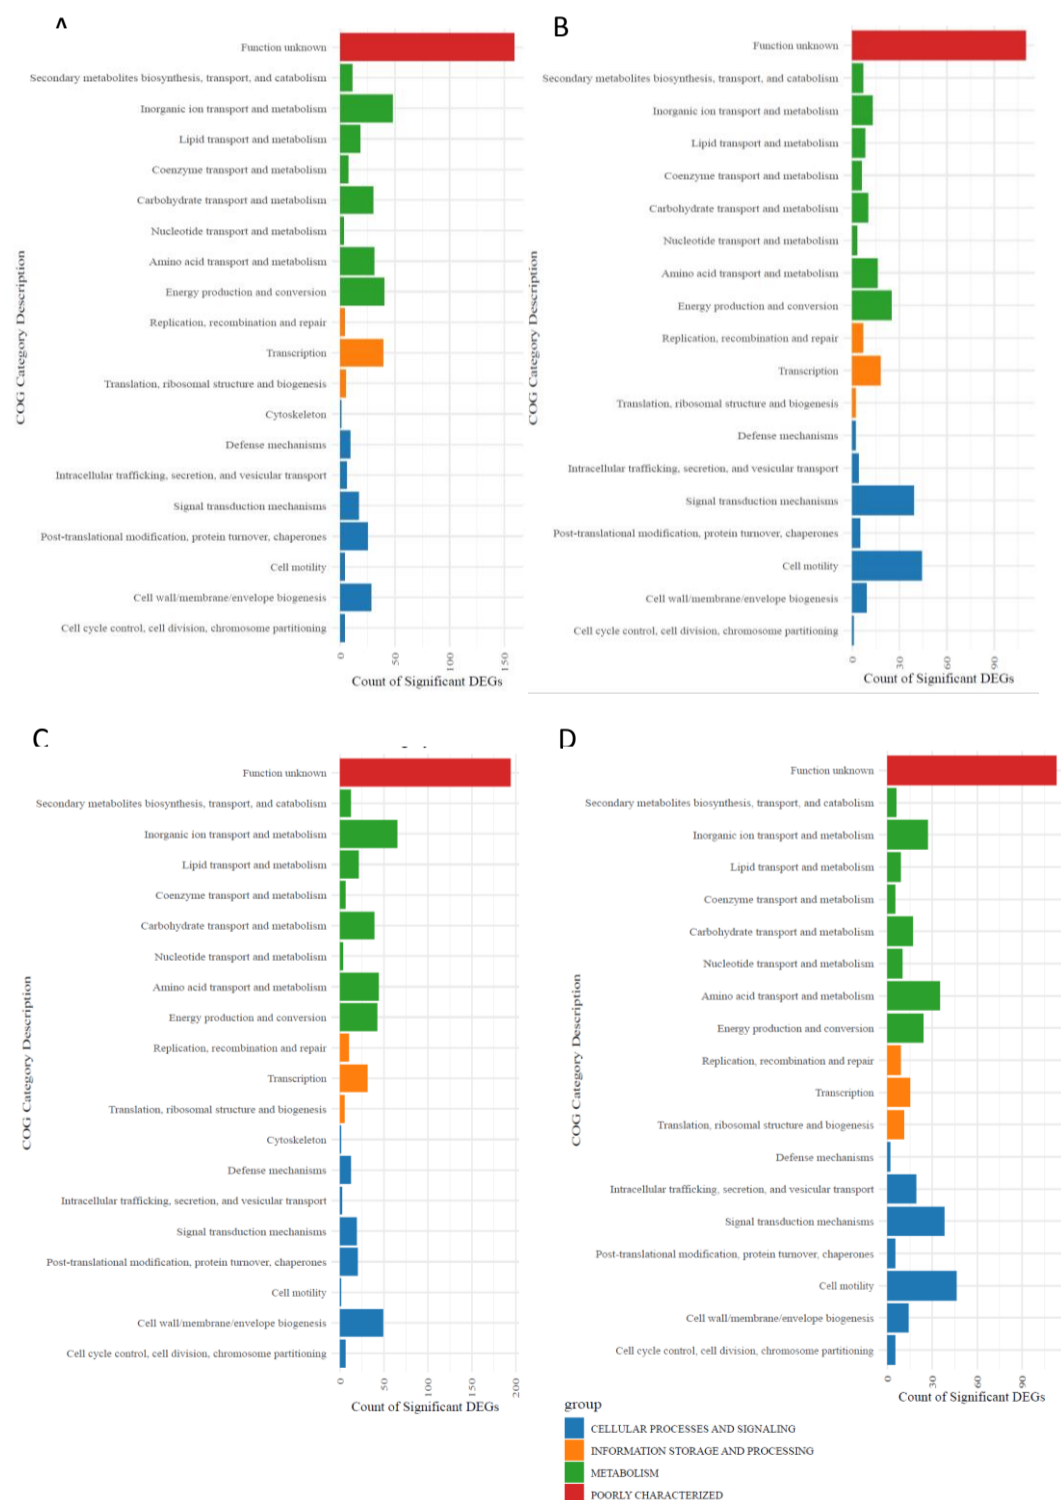 A
Function unknown
Secondary metabolites biosynthesis, transport, and catabolism
Inorganic ion transport and metabolism
Lipid transport and metabolism
Coenzyme transport and metabolism
Carbohydrate transport and metabolism
Nucleotide transport and metabolism
Amino acid transport and metabolism
Energy production and conversion
Replication, recombination and repair
Transcription
Translation, ribosomal structure and biogenesis
Cytoskeleton
Defense mechanisms
Intracellular trafficking, secretion, and vesicular transport
Signal transduction mechanisms
Post-translational modification, protein turnover, chaperones
Cell motility
Cell wall/membrane/envelope biogenesis
Cell cycle control, cell division, chromosome partitioning
COG Category Description
0 50 100 150
Count of Significant DEGs
B
Function unknown
Secondary metabolites biosynthesis, transport, and catabolism
Inorganic ion transport and metabolism
Lipid transport and metabolism
Coenzyme transport and metabolism
Carbohydrate transport and metabolism
Nucleotide transport and metabolism
Amino acid transport and metabolism
Energy production and conversion
Replication, recombination and repair
Transcription
Translation, ribosomal structure and biogenesis
Defense mechanisms
Intracellular trafficking, secretion, and vesicular transport
Signal transduction mechanisms
Post-translational modification, protein turnover, chaperones
Cell motility
Cell wall/membrane/envelope biogenesis
Cell cycle control, cell division, chromosome partitioning
COG Category Description
0 30 60 90
Count of Significant DEGs
C
Function unknown
Secondary metabolites biosynthesis, transport, and catabolism
Inorganic ion transport and metabolism
Lipid transport and metabolism
Coenzyme transport and metabolism
Carbohydrate transport and metabolism
Nucleotide transport and metabolism
Amino acid transport and metabolism
Energy production and conversion
Replication, recombination and repair
Transcription
Translation, ribosomal structure and biogenesis
Cytoskeleton
Defense mechanisms
Intracellular trafficking, secretion, and vesicular transport
Signal transduction mechanisms
Post-translational modification, protein turnover, chaperones
Cell motility
Cell wall/membrane/envelope biogenesis
Cell cycle control, cell division, chromosome partitioning
COG Category Description
0 50 100 150 200
Count of Significant DEGs
D
Function unknown
Secondary metabolites biosynthesis, transport, and catabolism
Inorganic ion transport and metabolism
Lipid transport and metabolism
Coenzyme transport and metabolism
Carbohydrate transport and metabolism
Nucleotide transport and metabolism
Amino acid transport and metabolism
Energy production and conversion
Replication, recombination and repair
Transcription
Translation, ribosomal structure and biogenesis
Defense mechanisms
Intracellular trafficking, secretion, and vesicular transport
Signal transduction mechanisms
Post-translational modification, protein turnover, chaperones
Cell motility
Cell wall/membrane/envelope biogenesis
Cell cycle control, cell division, chromosome partitioning
COG Category Description
0 30 60 90
Count of Significant DEGs
group
CELLULAR PROCESSES AND SIGNALING
INFORMATION STORAGE AND PROCESSING
METABOLISM
POORLY CHARACTERIZED